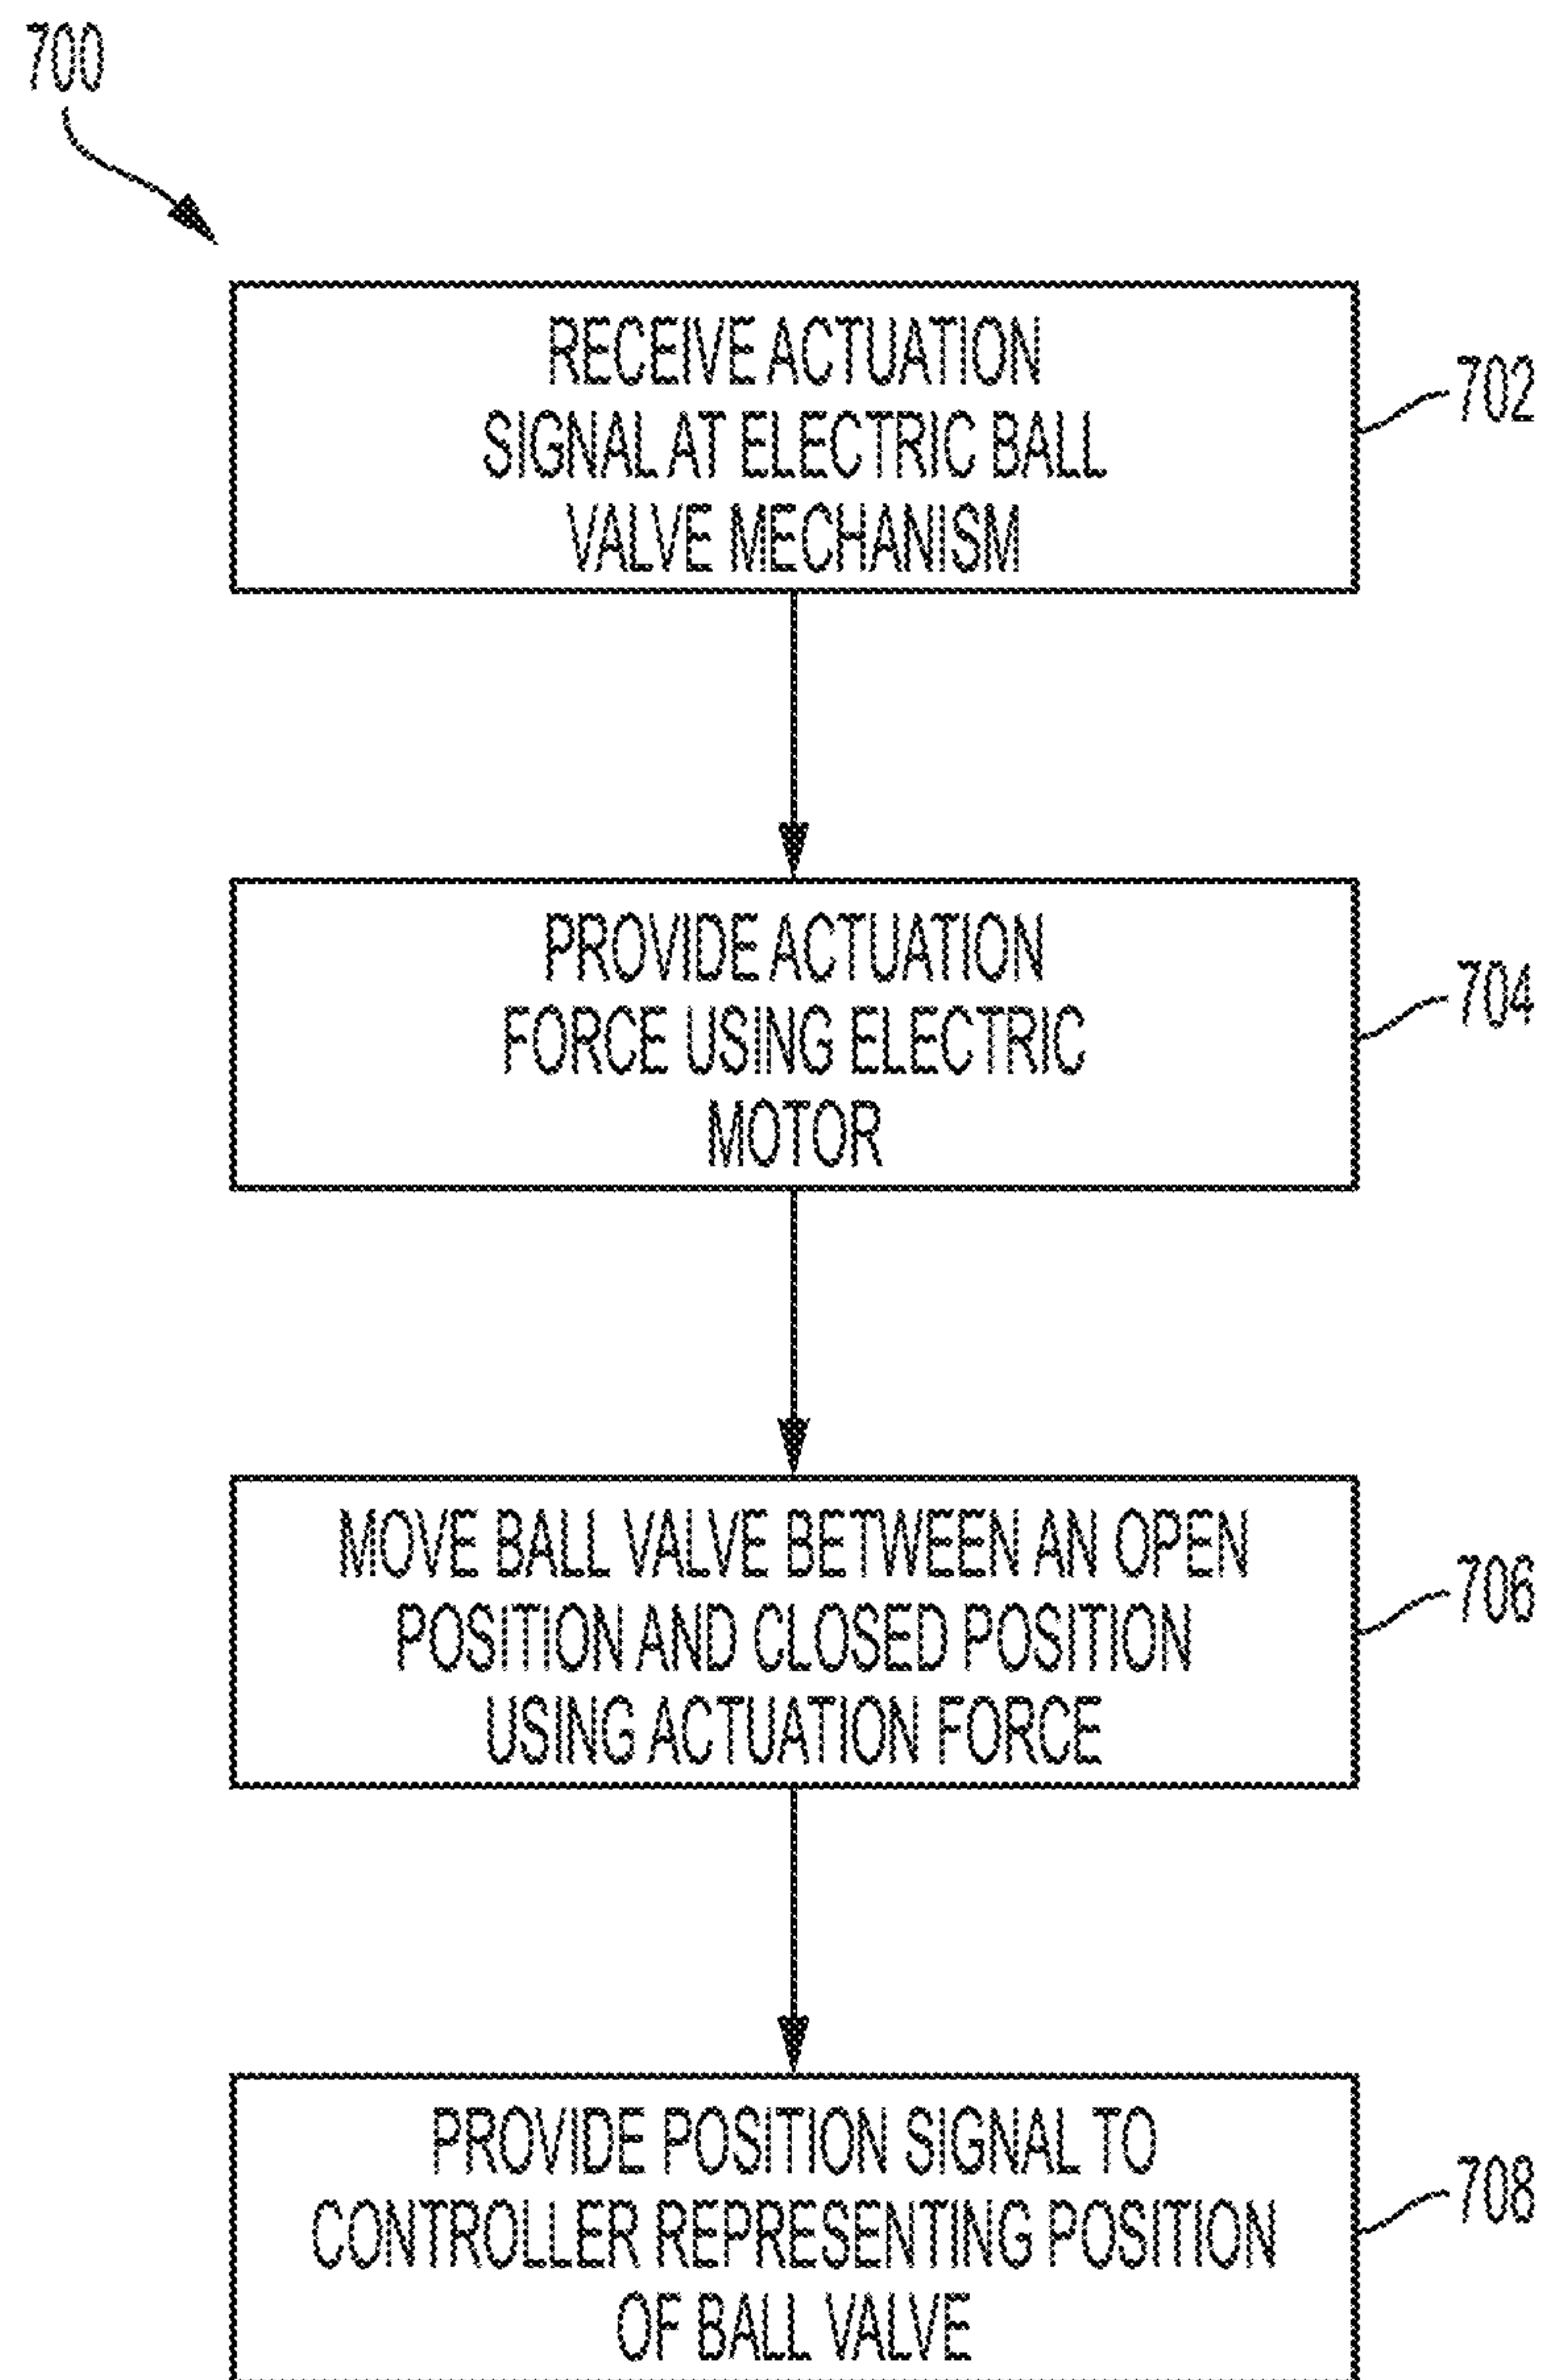 700
RECEIVE ACTUATION
SIGNAL AT ELECTRIC BALL
VALVE MECHANISM
702
PROVIDE ACTUATION
FORCE USING ELECTRIC
MOTOR
704
MOVE BALL VALVE BETWEEN AN OPEN
POSITION AND CLOSED POSITION
USING ACTUATION FORCE
706
PROVIDE POSITION SIGNAL TO
CONTROLLER REPRESENTING POSITION
OF BALL VALVE
708